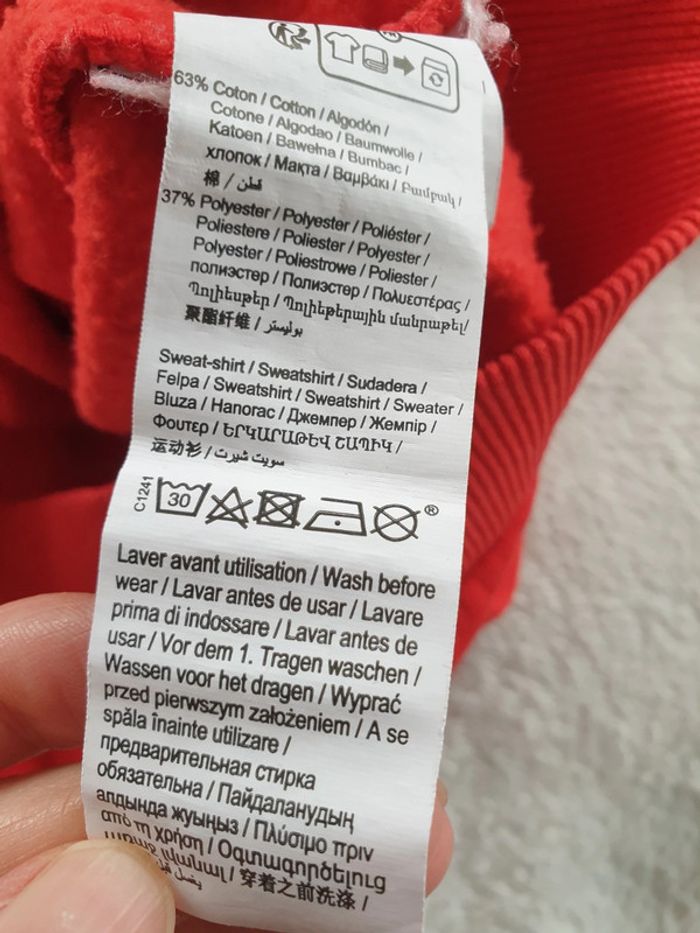 63% Coton / Cotton / Algodón /
Cotone / Algodao / Baumwolle /
Katoen / Bawełna / Bumbac /
хлопок / Мақта / Βαμβάκι / Բամբակ /
棉 / قطن /
37% Polyester / Polyester / Poliéster /
Poliestere / Poliester / Polyester /
Polyester / Poliestrowe / Poliester /
полиэстер / Полиэстер / Πολυεστέρας /
Պոլիեսթեր / Պոլիեթերային մանրաթել/
聚酯纤维 / بوليستر /
Sweat-shirt / Sweatshirt / Sudadera /
Felpa / Sweatshirt / Sweatshirt / Sweater /
Bluza / Hanorac / Джемпер / Жемпір /
Φουτερ / ԵՐԿԱՐԱԹԵՎ ՇԱՊԻԿ /
运动衫 / سويت شيرت /
C1241
30
®
Laver avant utilisation / Wash before
wear / Lavar antes de usar / Lavare
prima di indossare / Lavar antes de
usar / Vor dem 1. Tragen waschen /
Wassen voor het dragen / Wyprać
przed pierwszym założeniem / A se
spăla înainte utilizare /
предварительная стирка
обязательна / Пайдаланудың
алдында жуыңыз / Πλύσιμο πριν
από τη χρήση / Օգտագործելուց
առաջ լվանալ / 穿着之前洗涤 /